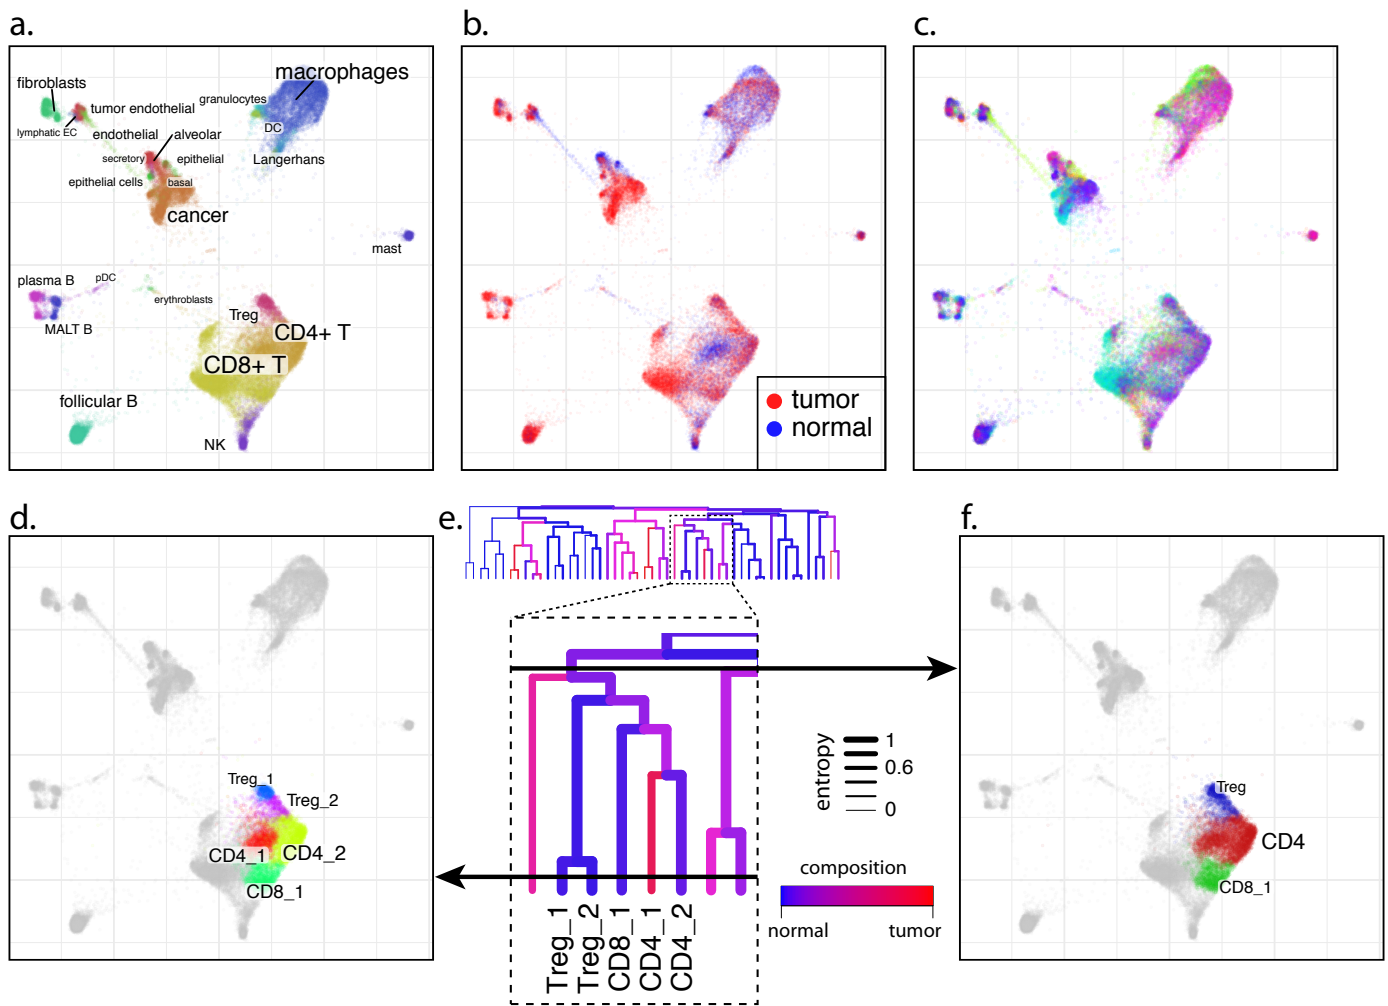 a.
b.
c.
fibroblasts
macrophages
tumor endothelial
granulocytes
lymphatic EC
endothelial
alveolar
DC
secretory
epithelial
Langerhans
epithelial cells
basal
cancer
mast
plasma B
pDC
erythroblasts
MALT B
Treg
CD4+ T
CD8+ T
follicular B
NK
tumor
normal
d.
e.
f.
Treg_1
Treg_2
CD4_1
CD4_2
CD8_1
entropy
1
0.6
0
composition
normal
tumor
Treg_1
Treg_2
CD8_1
CD4_1
CD4_2
Treg
CD4
CD8_1